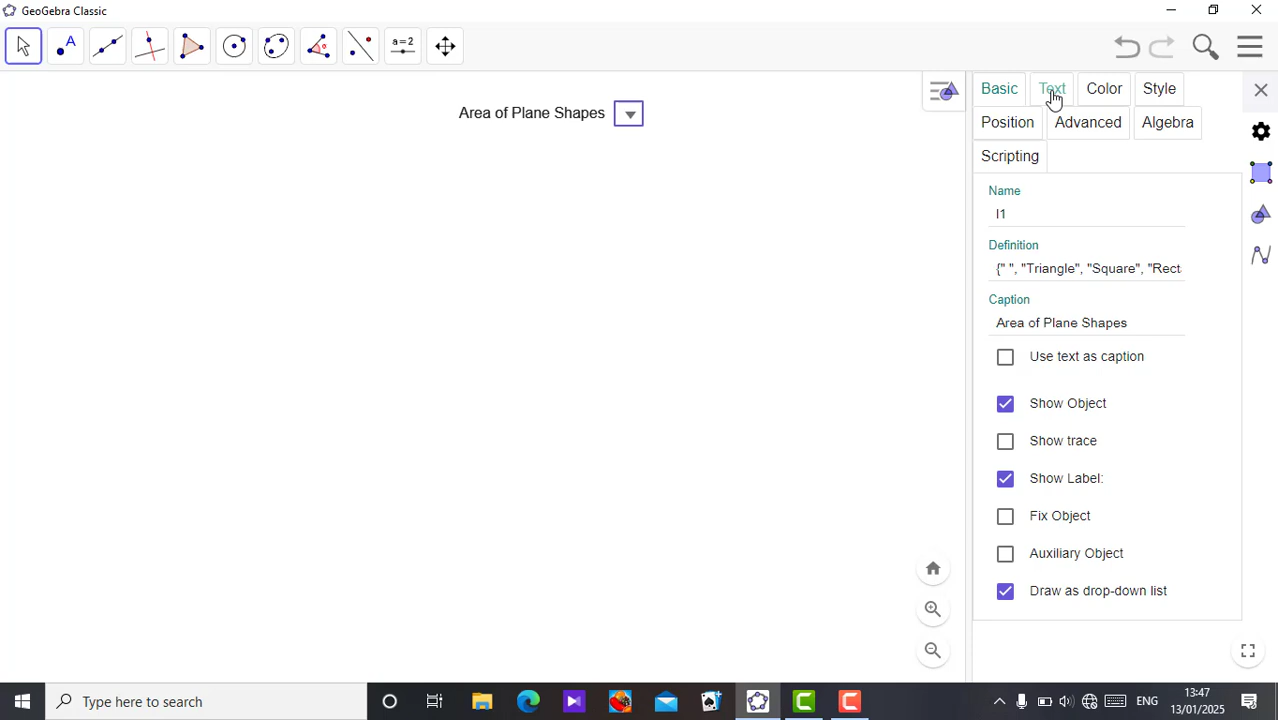 GeoGebra Classic
A
a=2
Area of Plane Shapes
Basic
Text
Color
Style
Position
Advanced
Algebra
Scripting
Name
l1
Definition
{" ", "Triangle", "Square", "Recta
Caption
Area of Plane Shapes
Use text as caption
Show Object
Show trace
Show Label:
Fix Object
Auxiliary Object
Draw as drop-down list
Type here to search
ENG
13:47
13/01/2025